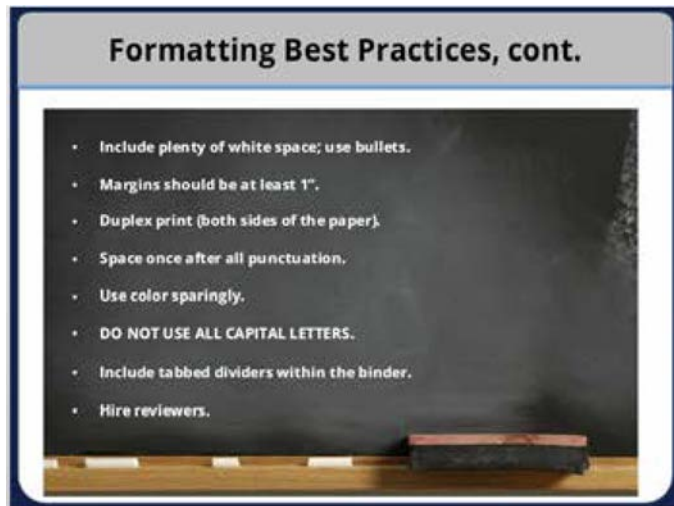 Formatting Best Practices, cont.
• Include plenty of white space; use bullets.
• Margins should be at least 1”.
• Duplex print (both sides of the paper).
• Space once after all punctuation.
• Use color sparingly.
• DO NOT USE ALL CAPITAL LETTERS.
• Include tabbed dividers within the binder.
• Hire reviewers.